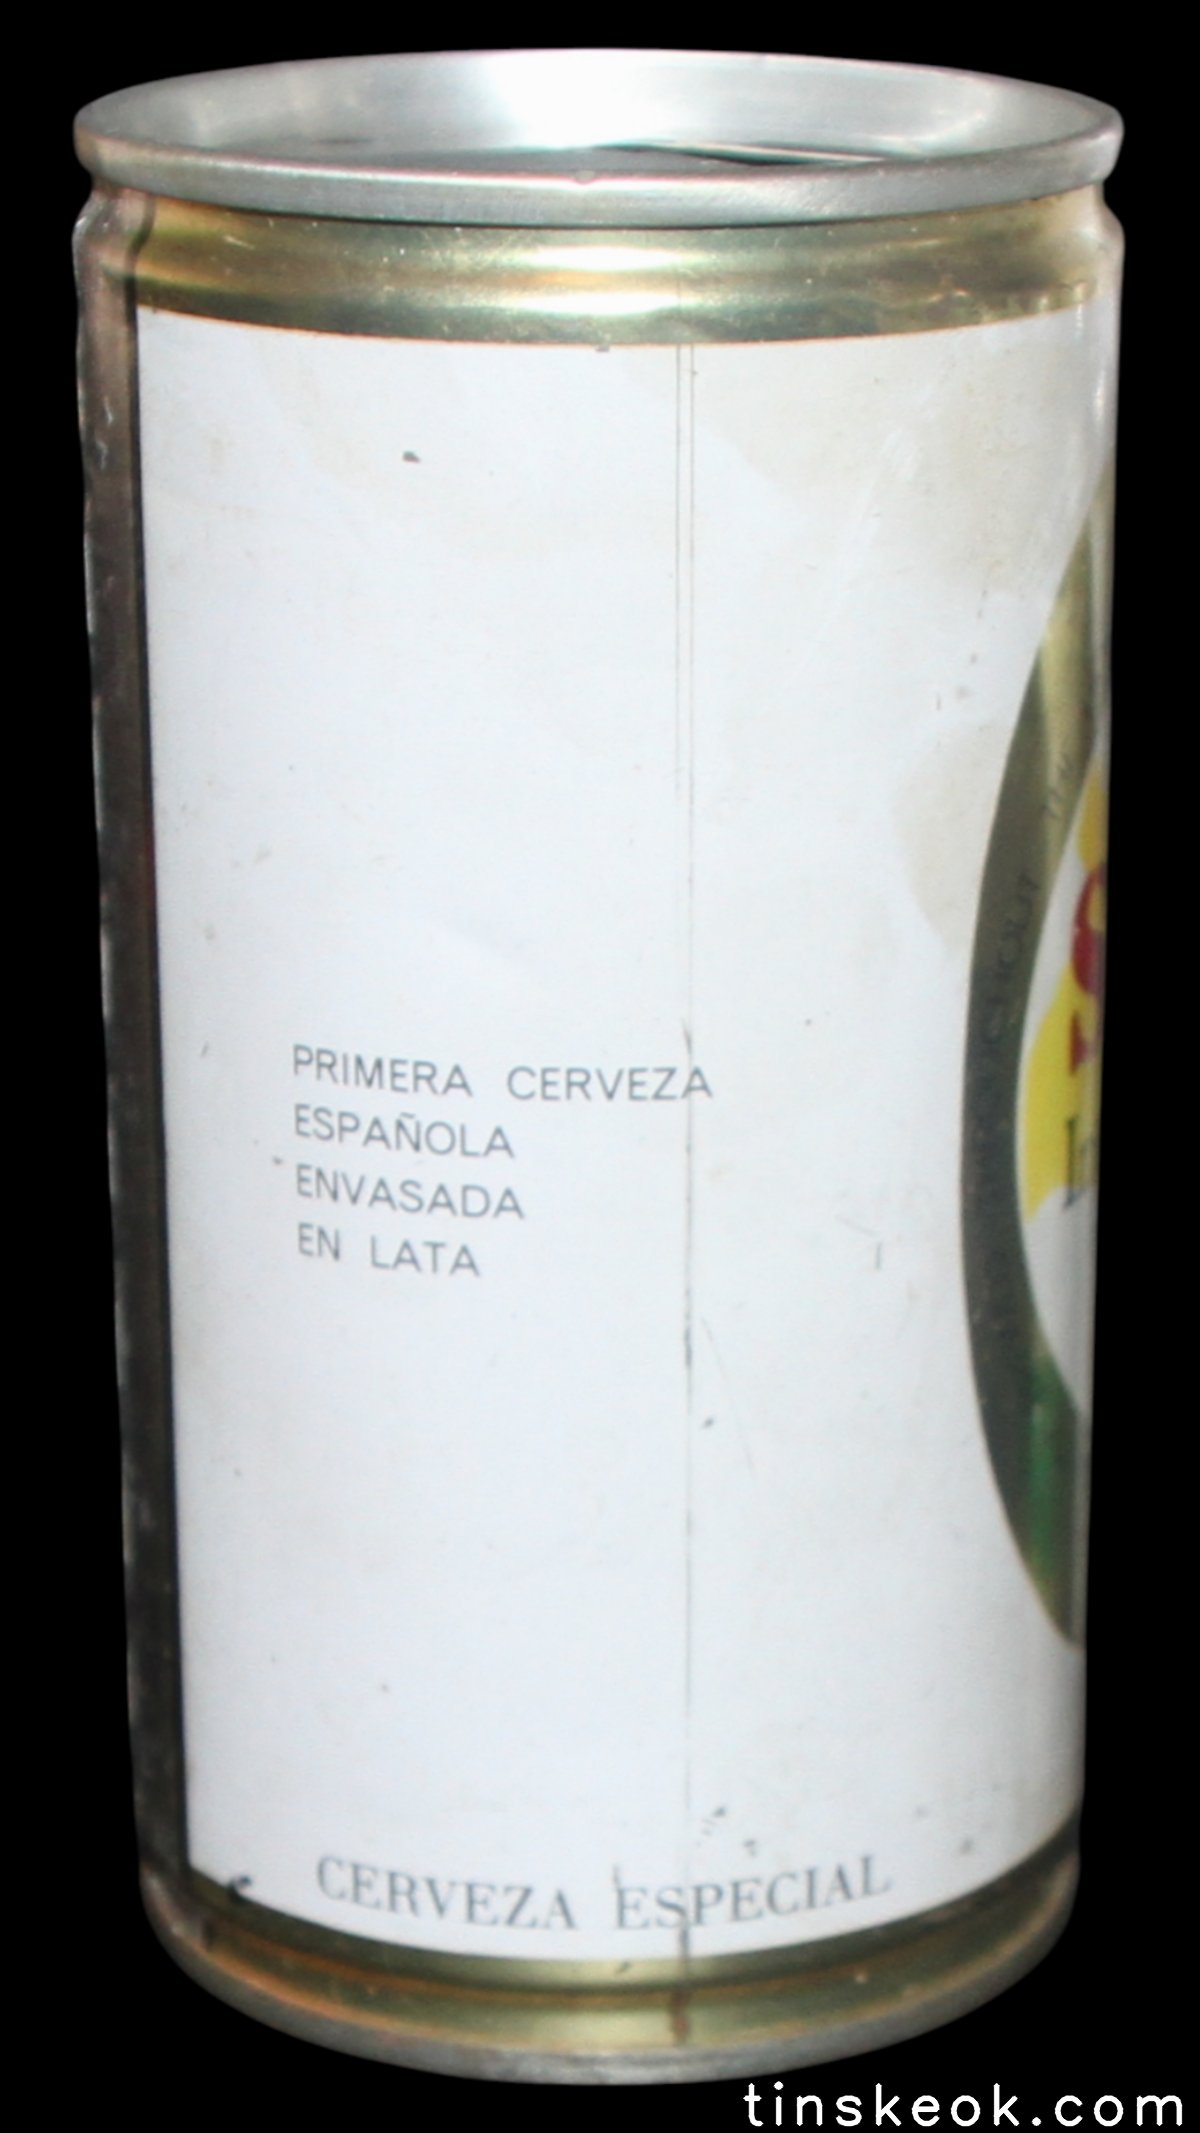 PRIMERA CERVEZA
ESPAÑOLA
ENVASADA
EN LATA
CERVEZA ESPECIAL
tinskeok.com